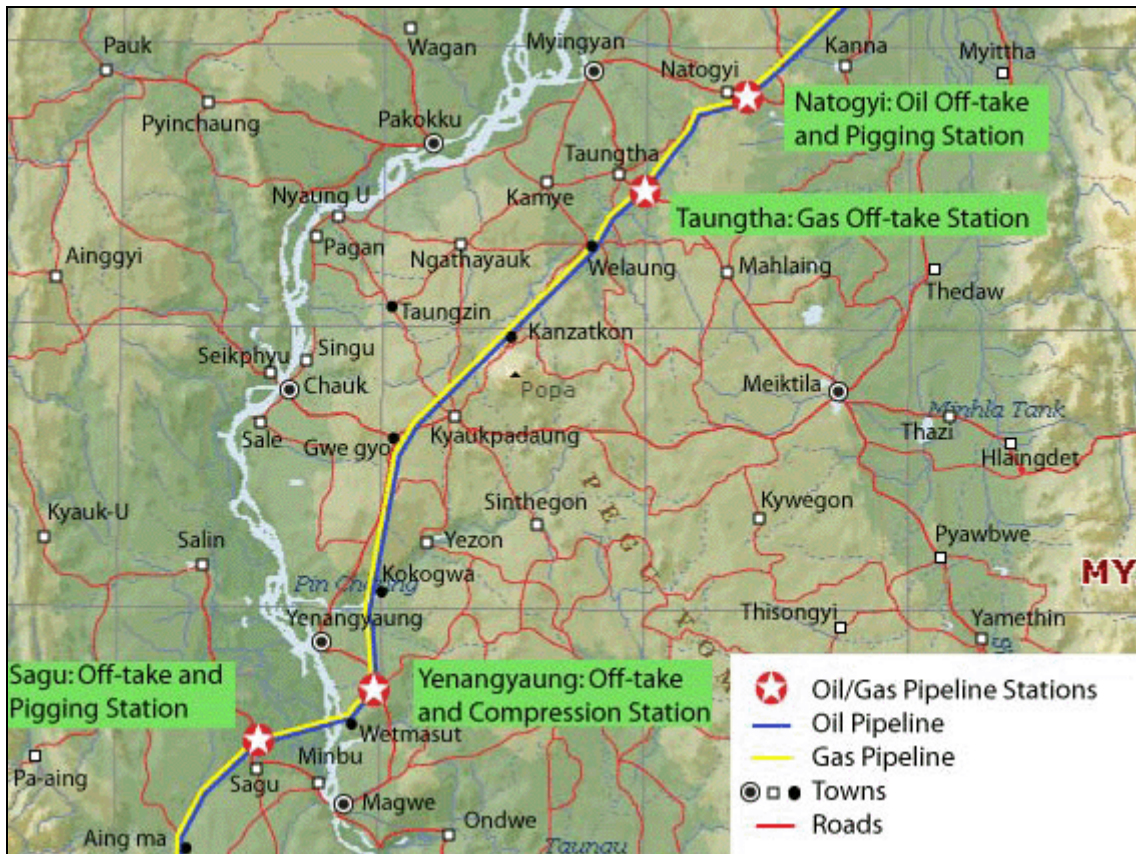 Pauk
Wagan
Myingyan
Kanna
Myittha
Natogyi
Pyinchaung
Pakokku
Natogyi: Oil Off-take
and Pigging Station
Taungtha
Nyaung U
Kamye
Taungtha: Gas Off-take Station
Pagan
Ainggyi
Ngathayauk
Welaung
Mahlaing
Thedaw
Taungzin
Kanzatkon
Seikphyu
Singu
Chauk
Popa
Meiktila
Minhla Tank
Sale
Gwe gyo
Kyaukpadaung
Thazi
Hlaingdet
PEGU
Sinthegon
Kywegon
Kyauk-U
Salin
Yezon
Pyawbwe
Kokogwa
MY
Yenangyaung
Thisongyi
Yamethin
Sagu: Off-take and
Pigging Station
Yenangyaung: Off-take
and Compression Station
Oil/Gas Pipeline Stations
Oil Pipeline
Wetmasut
Gas Pipeline
Pa-aing
Sagu
Minbu
Towns
Magwe
Ondwe
Roads
Aing ma
Taunau